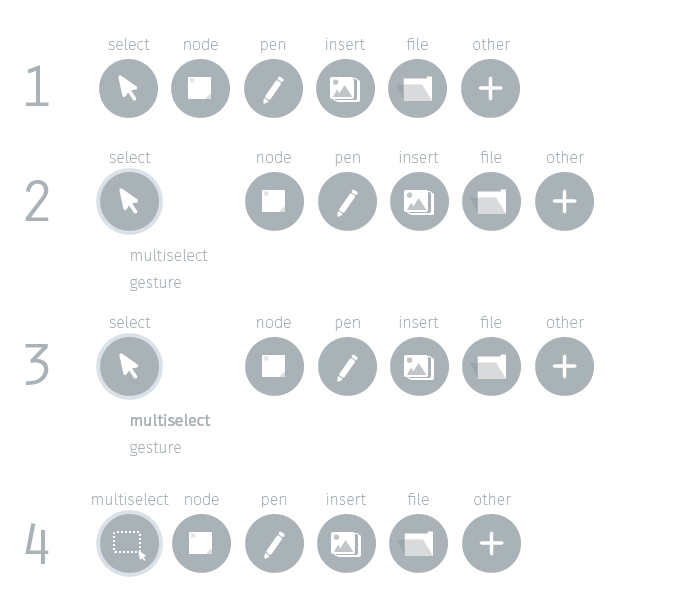 select node pen insert file other
1
select node pen insert file other
2
multiselect
gesture
select node pen insert file other
3
multiselect
gesture
multiselect node pen insert file other
4